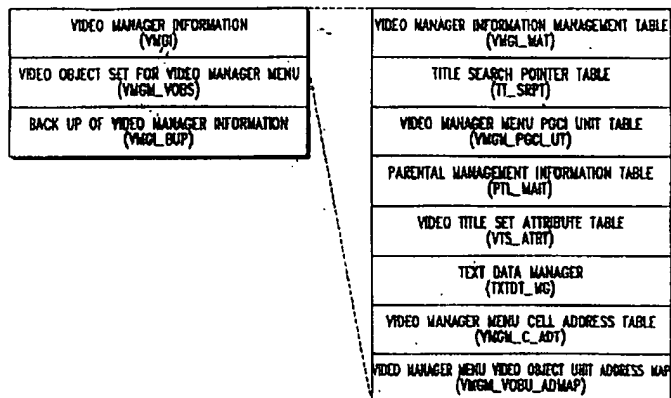 VIDEO MANAGER INFORMATION
(VMGI)
VIDEO OBJECT SET FOR VIDEO MANAGER MENU
(VMGM_VOBS)
BACK UP OF VIDEO MANAGER INFORMATION
(VMGI_BUP)
VIDEO MANAGER INFORMATION MANAGEMENT TABLE
(VMGI_MAT)
TITLE SEARCH POINTER TABLE
(TT_SRPT)
VIDEO MANAGER MENU PGCI UNIT TABLE
(VMGM_PGCI_UT)
PARENTAL MANAGEMENT INFORMATION TABLE
(PTL_MAIT)
VIDEO TITLE SET ATTRIBUTE TABLE
(VTS_ATRT)
TEXT DATA MANAGER
(TXTDT_MG)
VIDEO MANAGER MENU CELL ADDRESS TABLE
(VMGM_C_ADT)
VIDEO MANAGER MENU VIDEO OBJECT UNIT ADDRESS MAP
(VMGM_VOBU_ADMAP)